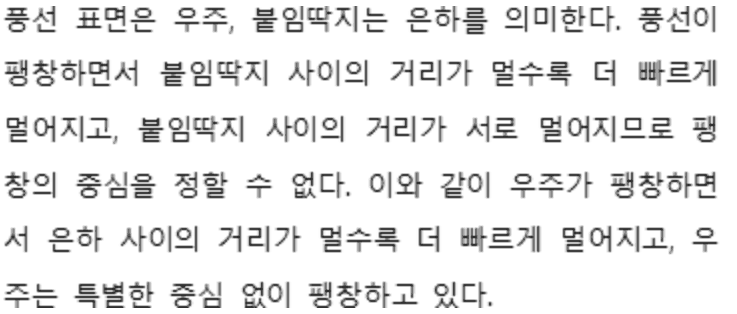 풍선 표면은 우주, 붙임딱지는 은하를 의미한다. 풍선이
팽창하면서 붙임딱지 사이의 거리가 멀수록 더 빠르게
멀어지고, 붙임딱지 사이의 거리가 서로 멀어지므로 팽
창의 중심을 정할 수 없다. 이와 같이 우주가 팽창하면
서 은하 사이의 거리가 멀수록 더 빠르게 멀어지고, 우
주는 특별한 중심 없이 팽창하고 있다.